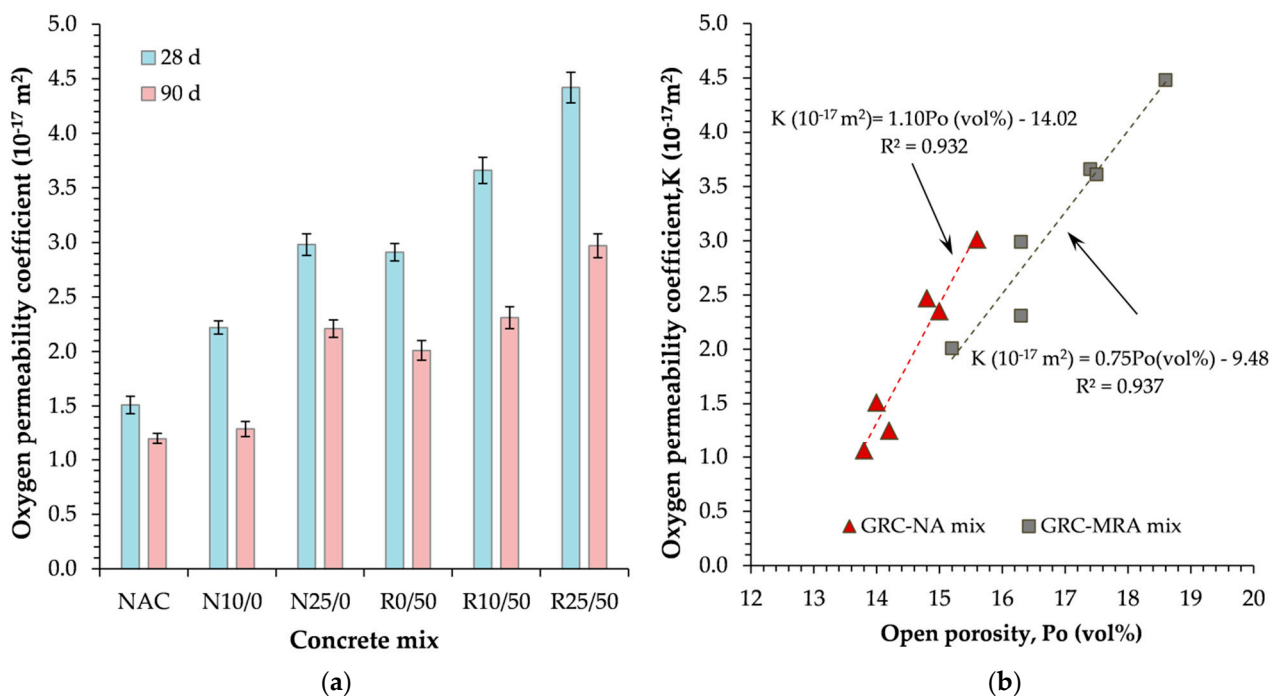 Oxygen permeability coefficient (10⁻¹⁷ m²)
5.0
4.5
4.0
3.5
3.0
2.5
2.0
1.5
1.0
0.5
0.0
28 d
90 d
NAC N10/0 N25/0 R0/50 R10/50 R25/50
Concrete mix
(a)
Oxygen permeability coefficient,K (10⁻¹⁷m²)
5.0
4.5
4.0
3.5
3.0
2.5
2.0
1.5
1.0
0.5
0.0
K (10⁻¹⁷ m²)= 1.10Po (vol%) - 14.02
R² = 0.932
K (10⁻¹⁷ m²) = 0.75Po(vol%) - 9.48
R² = 0.937
GRC-NA mix GRC-MRA mix
12 13 14 15 16 17 18 19 20
Open porosity, Po (vol%)
(b)